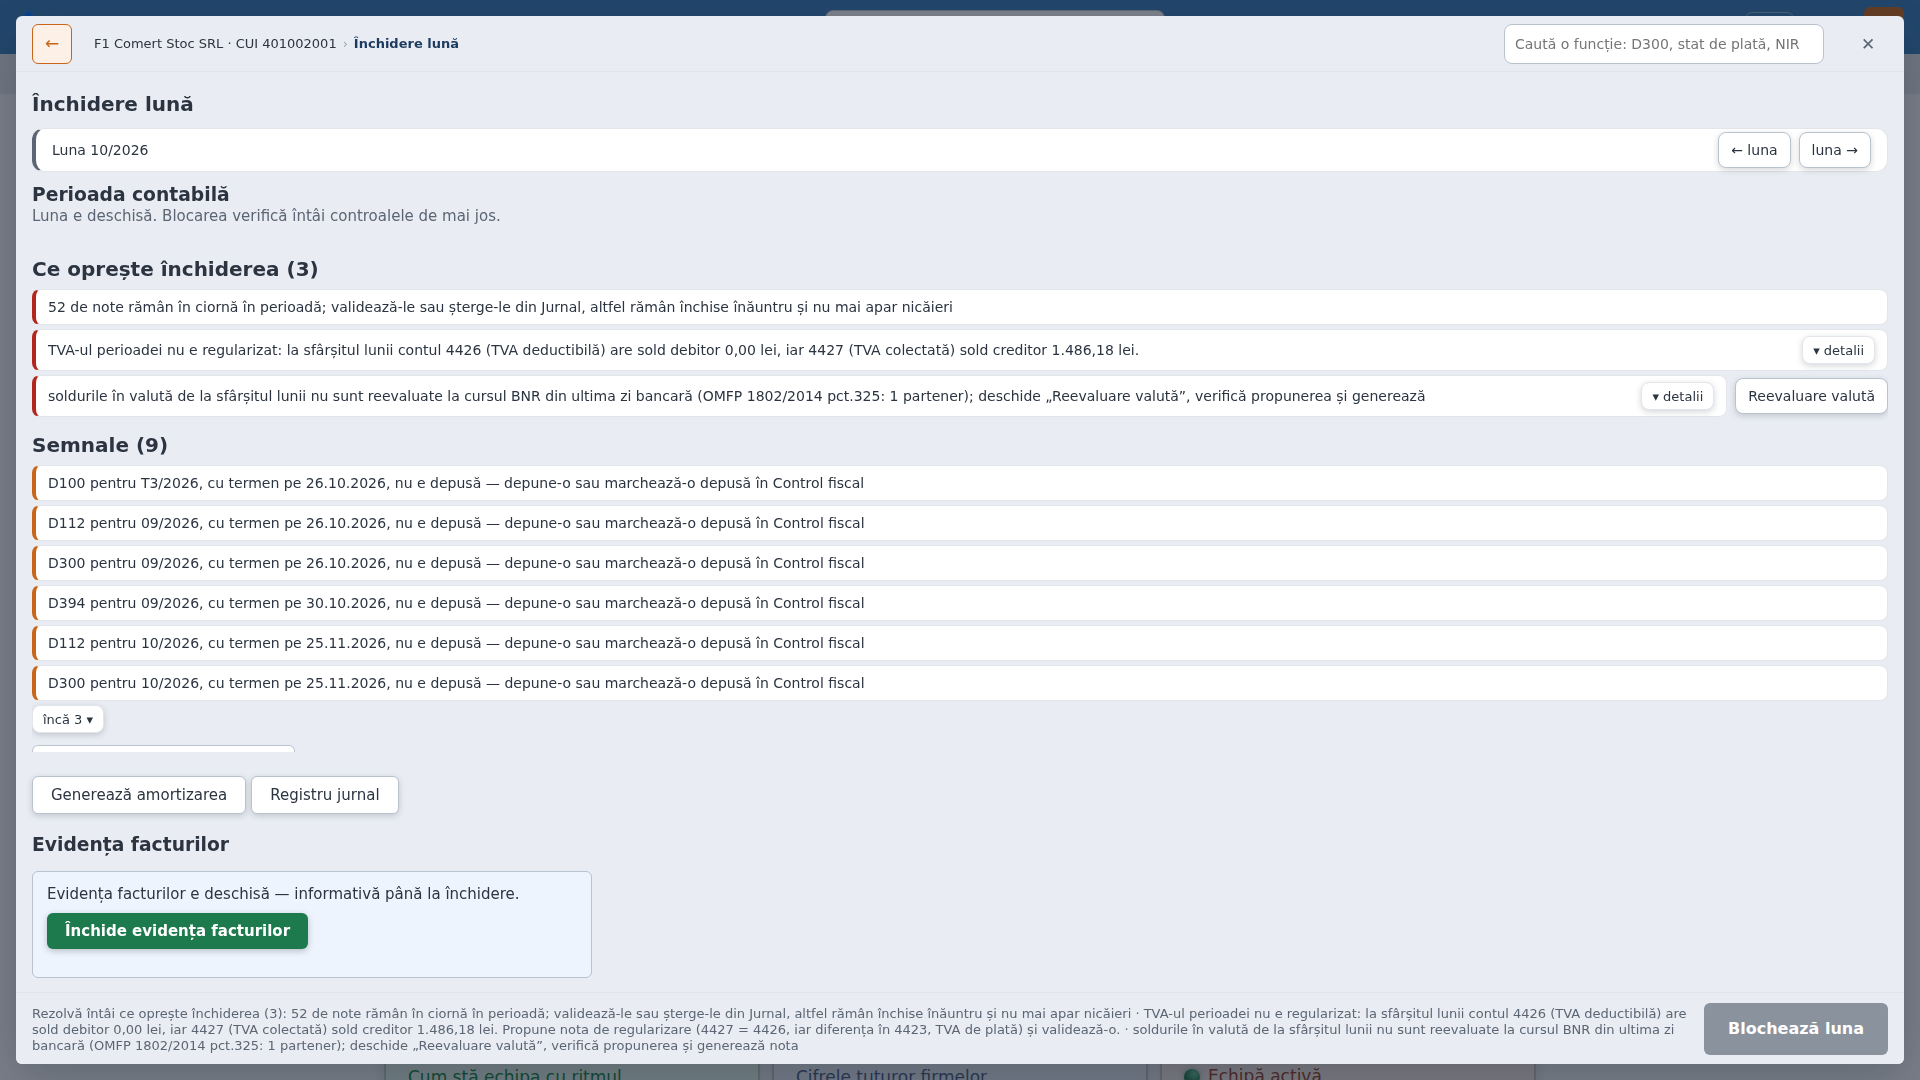 ← F1 Comert Stoc SRL · CUI 401002001 › Închidere lună Caută o funcție: D300, stat de plată, NIR ✕
Închidere lună
Luna 10/2026 ← luna luna →
Perioada contabilă
Luna e deschisă. Blocarea verifică întâi controalele de mai jos.
Ce oprește închiderea (3)
52 de note rămân în ciornă în perioadă; validează-le sau șterge-le din Jurnal, altfel rămân închise înăuntru și nu mai apar nicăieri
TVA-ul perioadei nu e regularizat: la sfârșitul lunii contul 4426 (TVA deductibilă) are sold debitor 0,00 lei, iar 4427 (TVA colectată) sold creditor 1.486,18 lei. ▾ detalii
soldurile în valută de la sfârșitul lunii nu sunt reevaluate la cursul BNR din ultima zi bancară (OMFP 1802/2014 pct.325: 1 partener); deschide „Reevaluare valută”, verifică propunerea și generează ▾ detalii Reevaluare valută
Semnale (9)
D100 pentru T3/2026, cu termen pe 26.10.2026, nu e depusă — depune-o sau marchează-o depusă în Control fiscal
D112 pentru 09/2026, cu termen pe 26.10.2026, nu e depusă — depune-o sau marchează-o depusă în Control fiscal
D300 pentru 09/2026, cu termen pe 26.10.2026, nu e depusă — depune-o sau marchează-o depusă în Control fiscal
D394 pentru 09/2026, cu termen pe 30.10.2026, nu e depusă — depune-o sau marchează-o depusă în Control fiscal
D112 pentru 10/2026, cu termen pe 25.11.2026, nu e depusă — depune-o sau marchează-o depusă în Control fiscal
D300 pentru 10/2026, cu termen pe 25.11.2026, nu e depusă — depune-o sau marchează-o depusă în Control fiscal
încă 3 ▾
Generează amortizarea Registru jurnal
Evidența facturilor
Evidența facturilor e deschisă — informativă până la închidere.
Închide evidența facturilor
Rezolvă întâi ce oprește închiderea (3): 52 de note rămân în ciornă în perioadă; validează-le sau șterge-le din Jurnal, altfel rămân închise înăuntru și nu mai apar nicăieri · TVA-ul perioadei nu e regularizat: la sfârșitul lunii contul 4426 (TVA deductibilă) are
sold debitor 0,00 lei, iar 4427 (TVA colectată) sold creditor 1.486,18 lei. Propune nota de regularizare (4427 = 4426, iar diferența în 4423, TVA de plată) și validează-o. · soldurile în valută de la sfârșitul lunii nu sunt reevaluate la cursul BNR din ultima zi
bancară (OMFP 1802/2014 pct.325: 1 partener); deschide „Reevaluare valută”, verifică propunerea și generează nota
Blochează luna
Cum stă echipa cu ritmul Cifrele tuturor firmelor Echipă activă